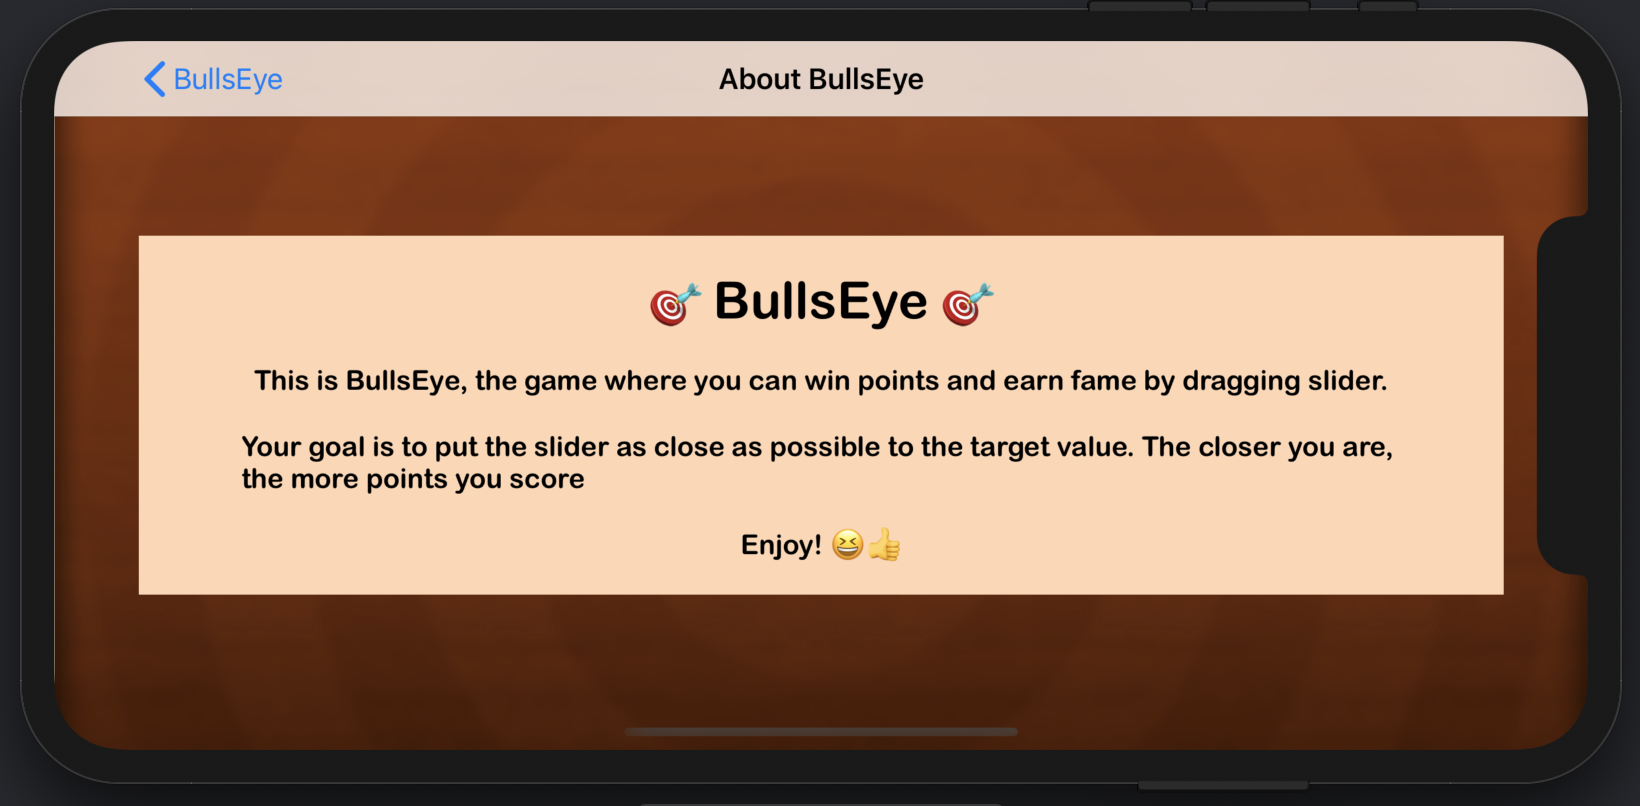 BullsEye
About BullsEye
🎯 BullsEye 🎯
This is BullsEye, the game where you can win points and earn fame by dragging slider.
Your goal is to put the slider as close as possible to the target value. The closer you are,
the more points you score
Enjoy! 😆👍